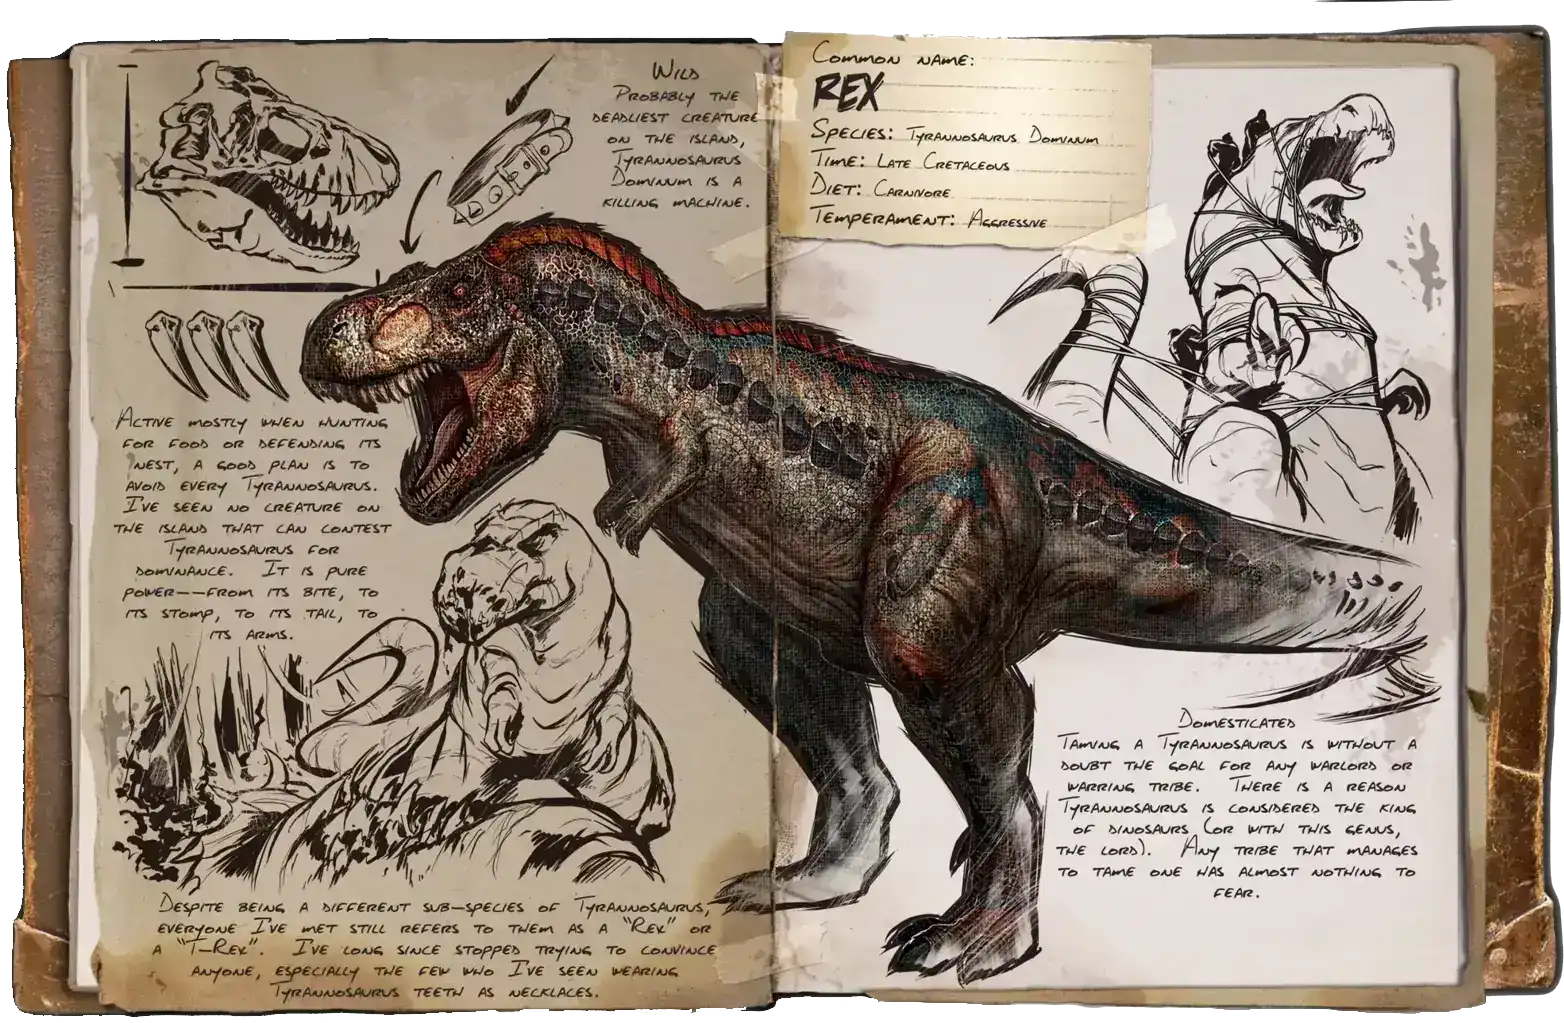 Wild
Probably the
deadliest creature
on the island,
Tyrannosaurus
Dominum is a
killing machine.
Common name:
Rex
Species: Tyrannosaurus Dominum
Time: Late Cretaceous
Diet: Carnivore
Temperament: Aggressive
Active mostly when hunting
for food or defending its
nest, a good plan is to
avoid every Tyrannosaurus.
I've seen no creature on
the island that can contest
Tyrannosaurus for
dominance. It is pure
power--from its bite, to
its stomp, to its tail, to
its arms.
Despite being a different sub-species of Tyrannosaurus,
everyone I've met still refers to them as a "Rex" or
a "T-Rex". I've long since stopped trying to convince
anyone, especially the few who I've seen wearing
Tyrannosaurus teeth as necklaces.
Domesticated
Taming a Tyrannosaurus is without a
doubt the goal for any warlord or
warring tribe. There is a reason
Tyrannosaurus is considered the king
of dinosaurs (or with this genus,
the lord). Any tribe that manages
to tame one has almost nothing to
fear.